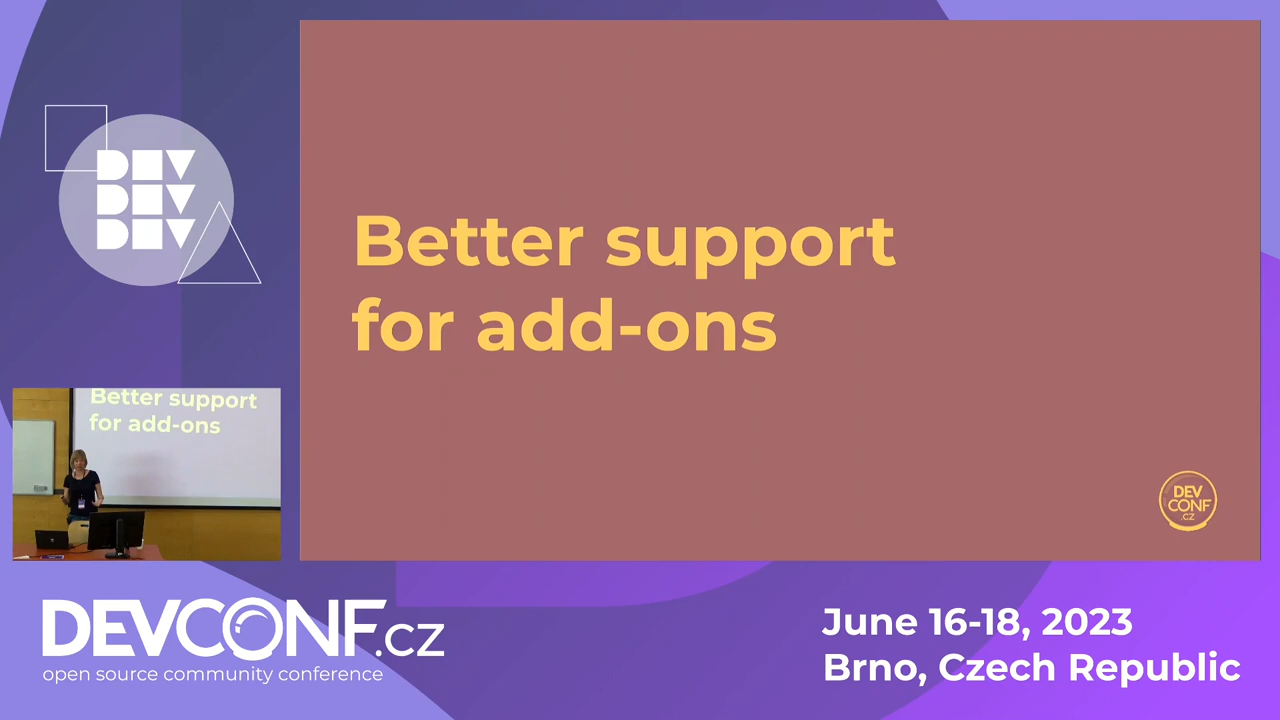 DEV
DEV
DEV
Better support
for add-ons
Better support
for add-ons
DEV
CONF
.CZ
DEVCONF.cz
open source community conference
June 16-18, 2023
Brno, Czech Republic